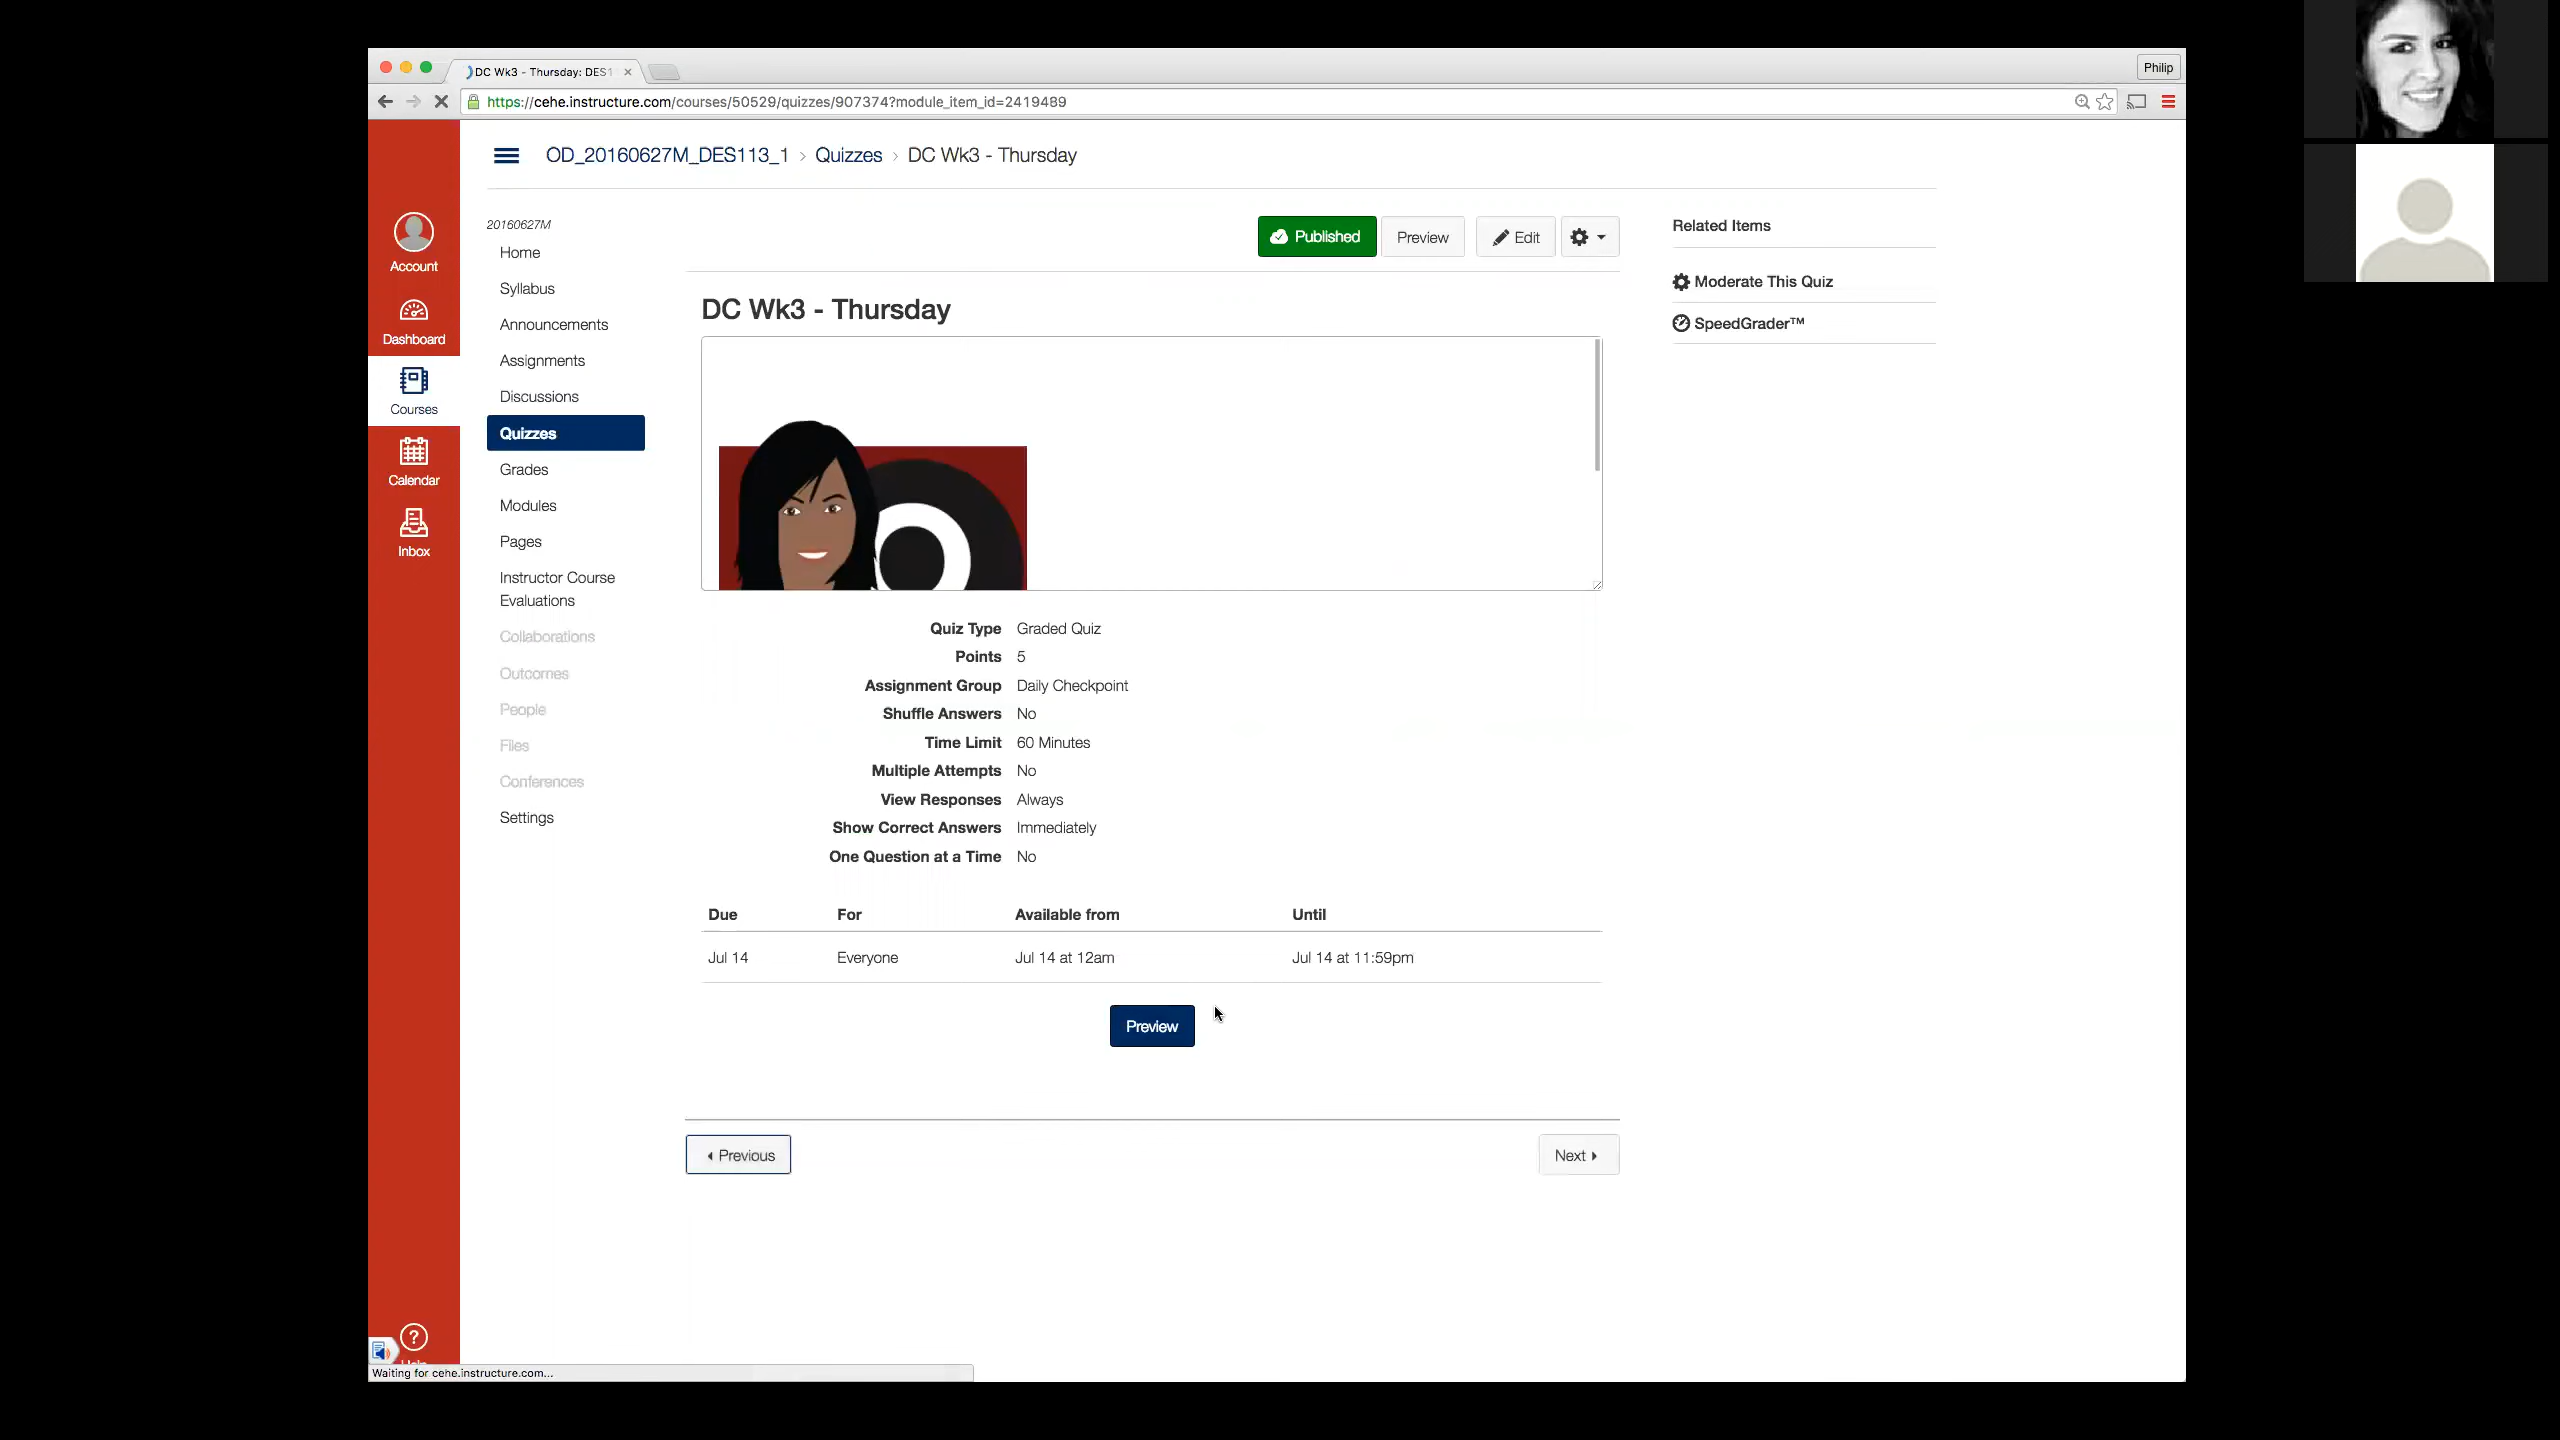 DC Wk3 - Thursday: DES1
Philip
https://cehe.instructure.com/courses/50529/quizzes/907374?module_item_id=2419489
OD_20160627M_DES113_1 › Quizzes › DC Wk3 - Thursday
Account
Dashboard
Courses
Calendar
Inbox
20160627M
Home
Syllabus
Announcements
Assignments
Discussions
Quizzes
Grades
Modules
Pages
Instructor Course
Evaluations
Collaborations
Outcomes
People
Files
Conferences
Settings
Published Preview Edit
DC Wk3 - Thursday
Quiz Type Graded Quiz
Points 5
Assignment Group Daily Checkpoint
Shuffle Answers No
Time Limit 60 Minutes
Multiple Attempts No
View Responses Always
Show Correct Answers Immediately
One Question at a Time No
Due For Available from Until
Jul 14 Everyone Jul 14 at 12am Jul 14 at 11:59pm
Preview
Previous Next
Related Items
Moderate This Quiz
SpeedGrader™
Waiting for cehe.instructure.com...